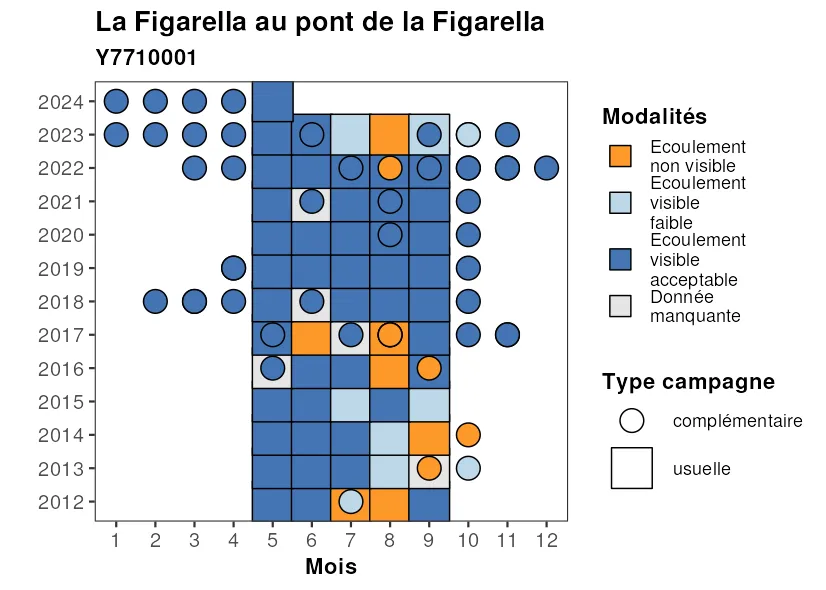 La Figarella au pont de la Figarella
Y7710001
2024
2023
2022
2021
2020
2019
2018
2017
2016
2015
2014
2013
2012
1 2 3 4 5 6 7 8 9 10 11 12
Mois
Modalités
Ecoulement
non visible
Ecoulement
visible
faible
Ecoulement
visible
acceptable
Donnée
manquante
Type campagne
complémentaire
usuelle